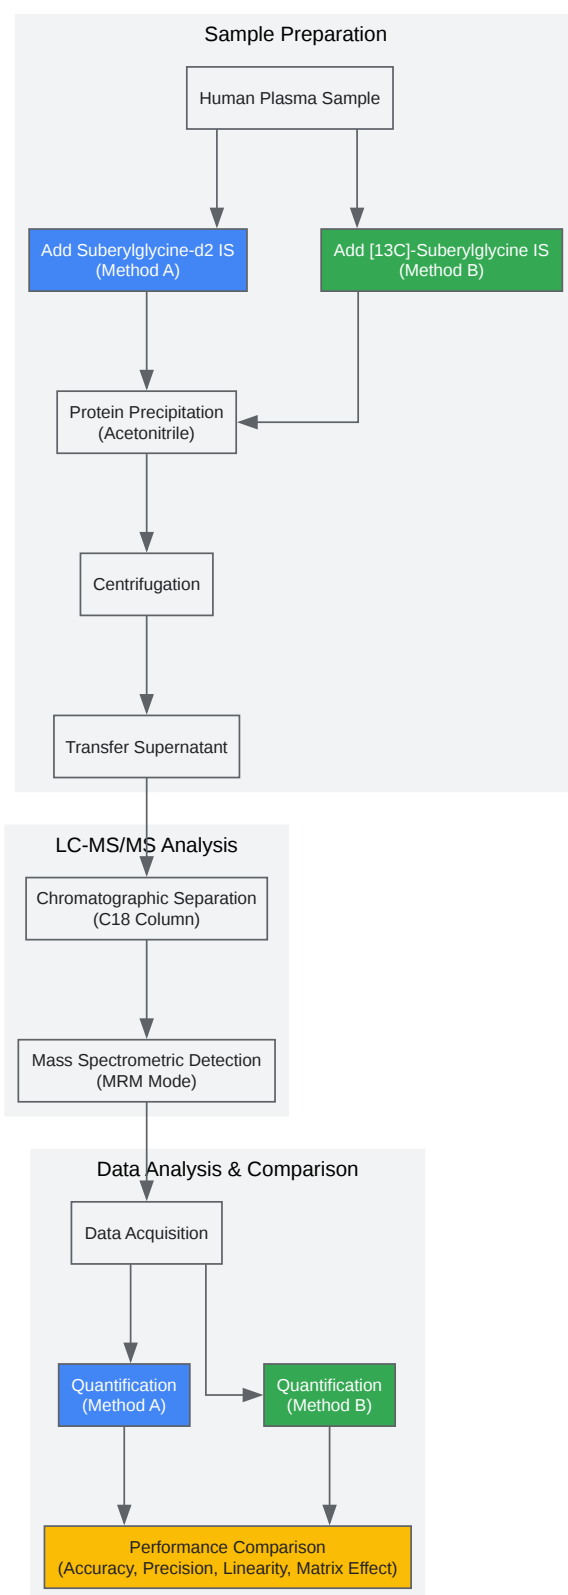 Sample Preparation
Human Plasma Sample
Add Suberylglycine-d2 IS
(Method A)
Add [13C]-Suberylglycine IS
(Method B)
Protein Precipitation
(Acetonitrile)
Centrifugation
Transfer Supernatant
LC-MS/MS Analysis
Chromatographic Separation
(C18 Column)
Mass Spectrometric Detection
(MRM Mode)
Data Analysis & Comparison
Data Acquisition
Quantification
(Method A)
Quantification
(Method B)
Performance Comparison
(Accuracy, Precision, Linearity, Matrix Effect)